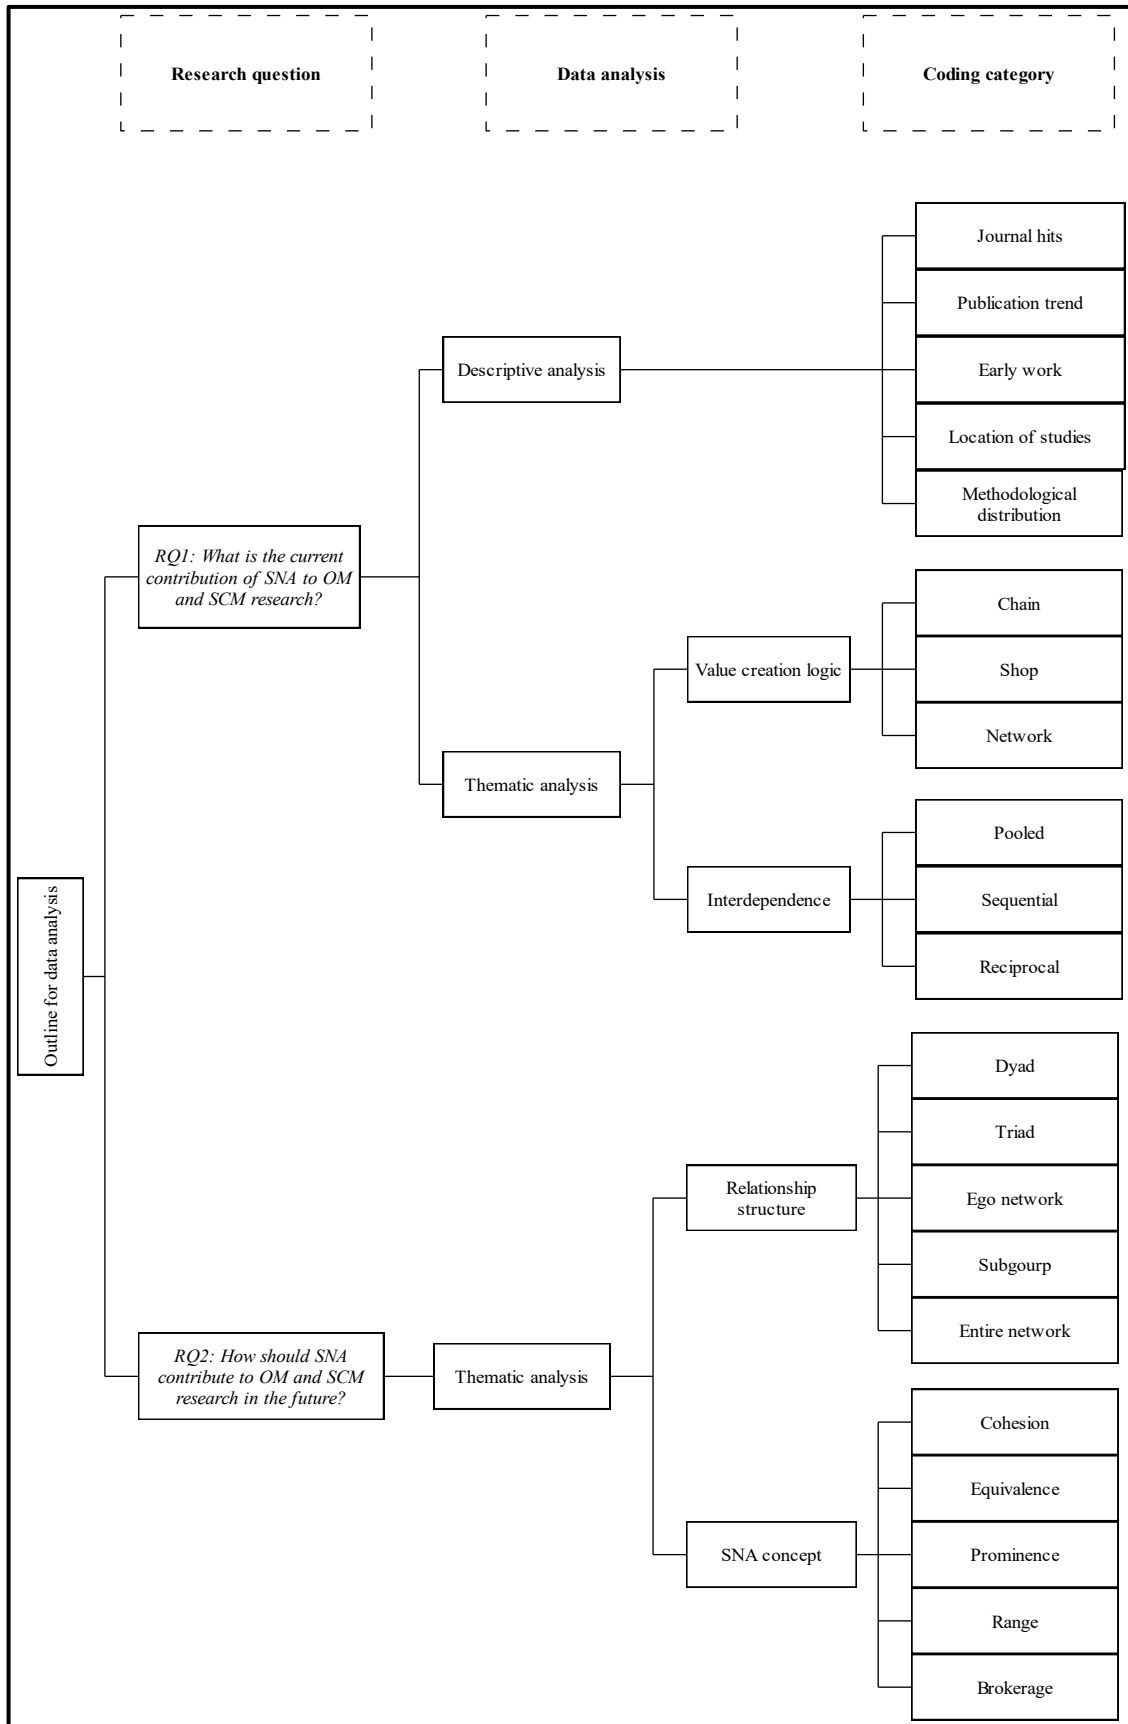 Research question
Data analysis
Coding category
Journal hits
Publication trend
Descriptive analysis
Early work
Location of studies
Methodological
distribution
RQ1: What is the current
contribution of SNA to OM
and SCM research?
Chain
Value creation logic
Shop
Network
Thematic analysis
Pooled
Interdependence
Sequential
Reciprocal
Outline for data analysis
Dyad
Triad
Relationship
structure
Ego network
Subgourp
Entire network
RQ2: How should SNA
contribute to OM and SCM
research in the future?
Thematic analysis
Cohesion
Equivalence
SNA concept
Prominence
Range
Brokerage